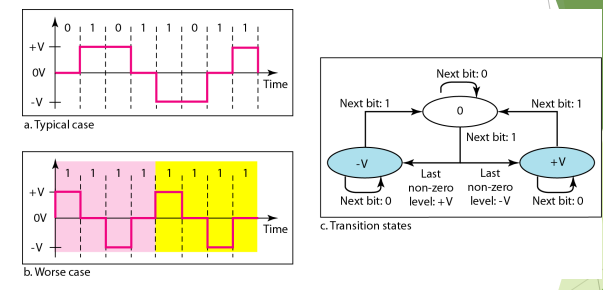 0 1 0 1 1 0 1 1
+V
0V
-V
Time
a. Typical case
1 1 1 1 1 1 1 1
+V
0V
-V
Time
b. Worse case
Next bit: 0
Next bit: 1
0
Next bit: 1
Next bit: 1
-V
+V
Last
non-zero
level: +V
Last
non-zero
level: -V
Next bit: 0
Next bit: 0
c. Transition states